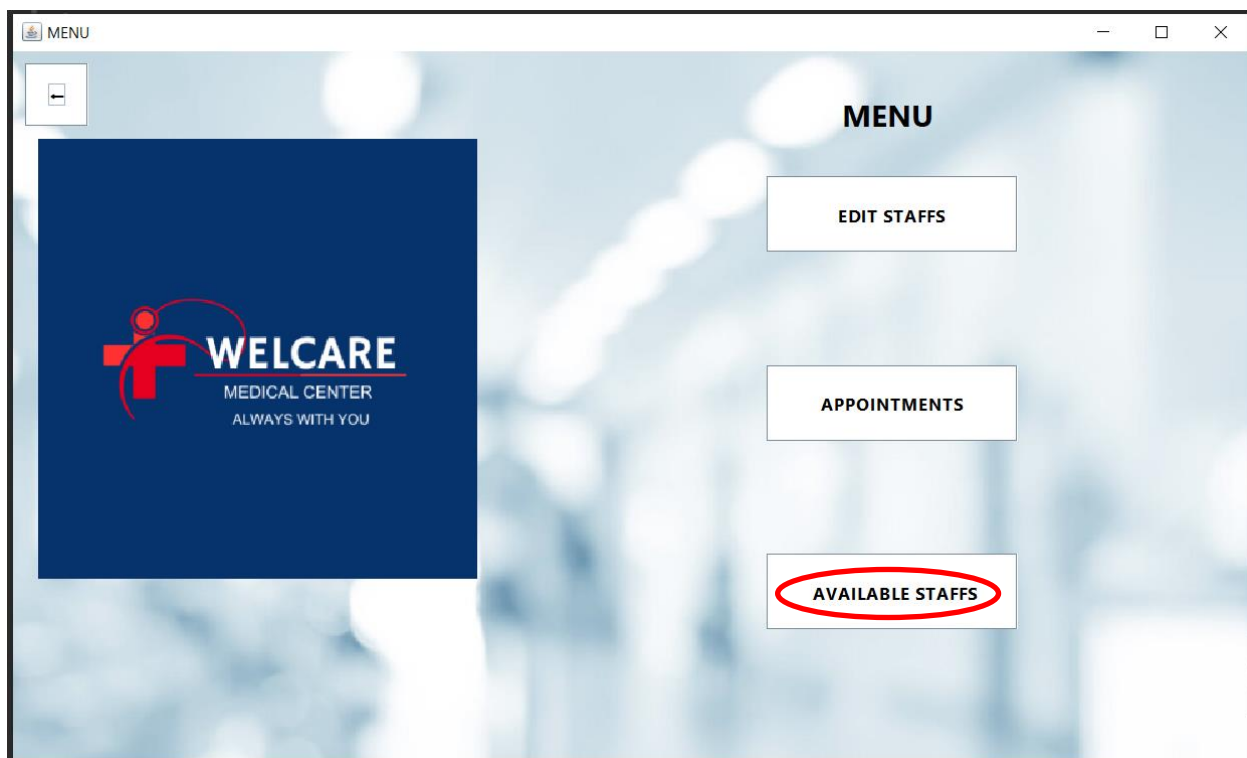 MENU
MENU
EDIT STAFFS
WELCARE
MEDICAL CENTER
ALWAYS WITH YOU
APPOINTMENTS
AVAILABLE STAFFS